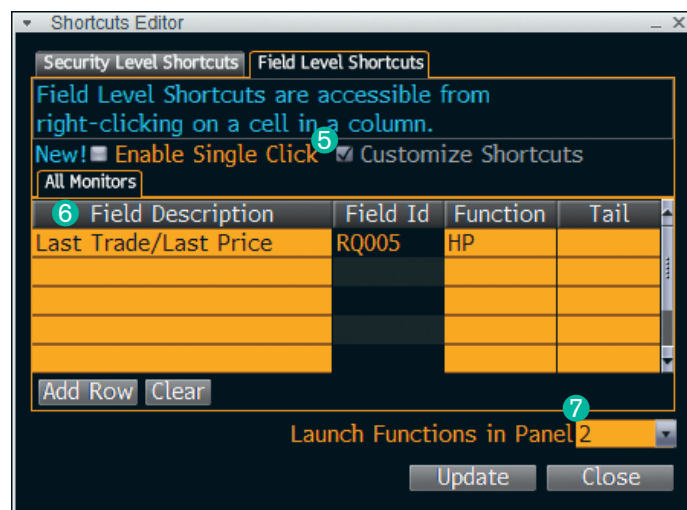 Shortcuts Editor
Security Level Shortcuts Field Level Shortcuts
Field Level Shortcuts are accessible from
right-clicking on a cell in a column.
New! Enable Single Click 5 Customize Shortcuts
All Monitors
6 Field Description Field Id Function Tail
Last Trade/Last Price RQ005 HP
Add Row Clear
7
Launch Functions in Panel 2
Update Close